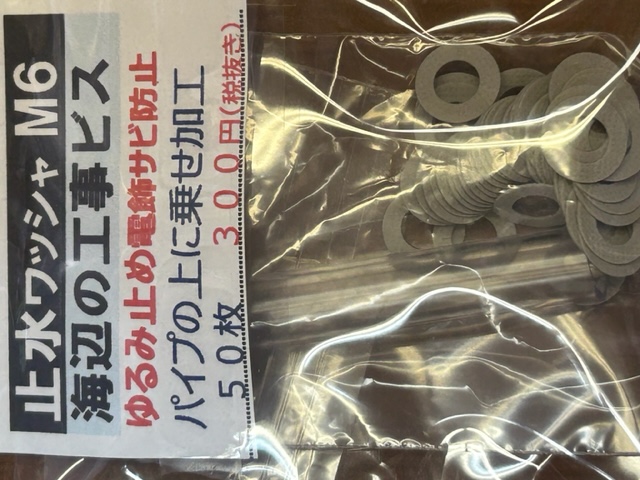 止水ワッシャ M6
海辺の工事ビス
ゆるみ止め電飾サビ防止
パイプの上に乗せ加工
50枚 300円(税抜き)